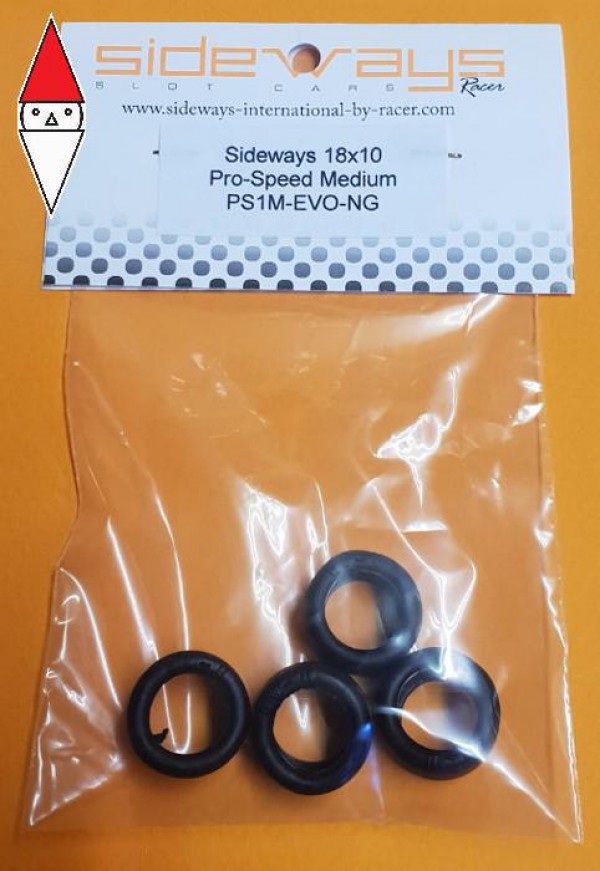 sideways
SLOT CARS Racer
www.sideways-international-by-racer.com
Sideways 18x10
Pro-Speed Medium
PS1M-EVO-NG